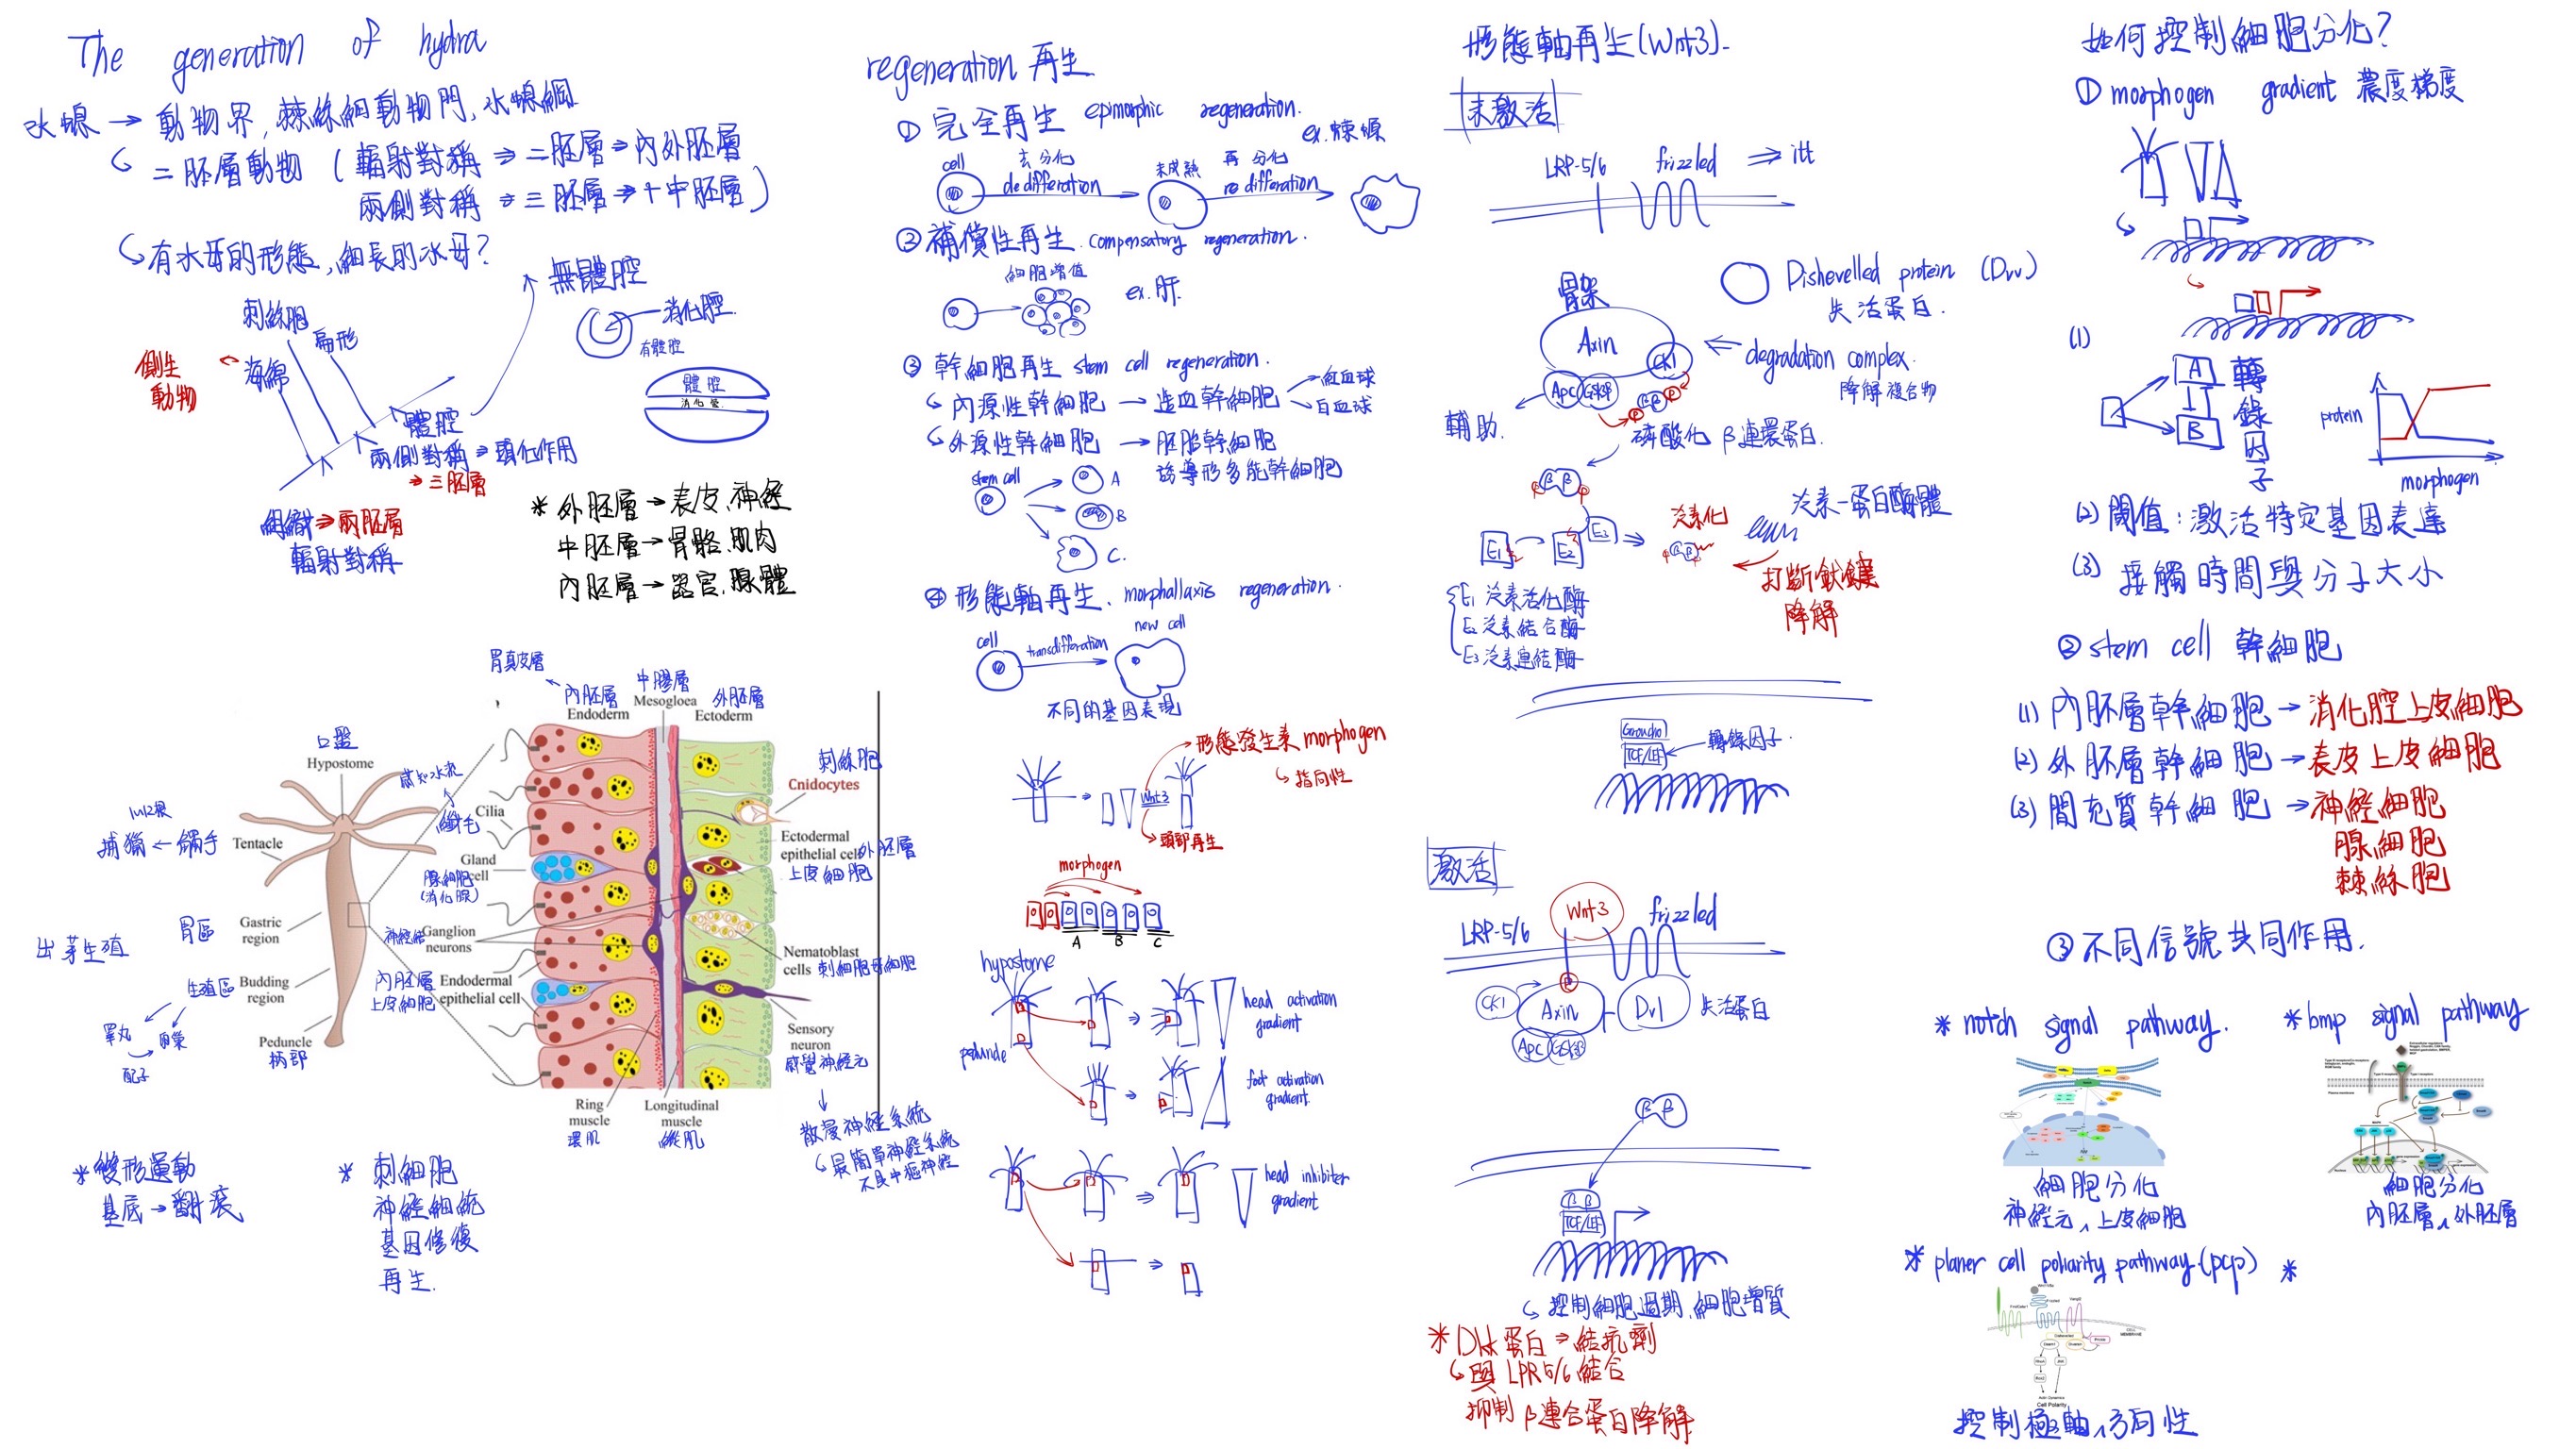 The generation of hydra
水螅 → 動物界, 棘絲細動物門, 水螅綱
二胚層動物 (輻射對稱 ⇒ 二胚層 → 內外胚層
兩側對稱 ⇒ 三胚層 → + 中胚層)
有水母的形態, 細長的水母?
無體腔
刺絲胞
扁形
海綿
側生
動物
消化腔
有體腔
體腔
消化管
體腔
兩側對稱 ⇒ 頭化作用
⇒ 三胚層
組織 ⇒ 兩胚層
輻射對稱
* 外胚層 → 表皮.神經
中胚層 → 骨骼.肌肉
內胚層 → 器官.腺體
胃真皮層
內胚層
中膠層
外胚層
Endoderm
Mesogloea
Ectoderm
口盤
Hypostome
感知水流
Cilia
纖毛
刺絲胞
Cnidocytes
捕獵 ← 觸手
Tentacle
Gland
cell
腺細胞
(消化腺)
Ectodermal
epithelial cell
外胚層
上皮細胞
Gastric
region
胃區
神經結
Ganglion
neurons
Nematoblast
cells
刺細胞母細胞
出芽生殖
Budding
region
生殖區
睪丸
卵巢
配子
內胚層
上皮細胞
Endodermal
epithelial cell
Peduncle
柄部
Sensory
neuron
感覺神經元
Ring
muscle
環肌
Longitudinal
muscle
縱肌
散漫神經系統
最簡單神經系統
不具中樞神經
* 變形運動
基底 → 翻滾
* 刺細胞
神經細統
基因修復
再生.
regeneration 再生
① 完全再生 epimorphic regeneration.
ex. 棘螈
cell
去分化
dedifferation
未成熟
再分化
redifferation
② 補償性再生. compensatory regeneration.
細胞增值
ex. 肝.
③ 幹細胞再生 stem cell regeneration.
內源性幹細胞 → 造血幹細胞
紅血球
白血球
外源性幹細胞 → 胚胎幹細胞
誘導形多能幹細胞
stem cell
A
B
C.
④ 形態軸再生. morphallaxis regeneration.
cell
transdifferation
new cell
不同的基因表現
形態發生素 morphogen
指向性
Wnt3
頭部再生
morphogen
A B C
hypostome
pedunde
head activation
gradient
foot activation
gradient
head inhibiter
gradient
形態軸再生(Wnt3).
未激活
LRP-5/6 frizzled
骨架
Axin
CK1
Apc
GSK3β
Dishevelled protein (Dvv)
失活蛋白.
degradation complex.
降解複合物
輔助.
磷酸化 β連環蛋白.
β β
E1
E2
E3
泛素化
泛素-蛋白酶體
打斷肽鍵
降解
E1 泛素活化酶
E2 泛素結合酶
E3 泛素連結酶
Groucho
TCF/LEF
轉錄因子.
激活
LRP-5/6
Wnt3
frizzled
CK1
Axin
Dvl
失活蛋白
Apc
GSK3β
β β
β β
TCF/LEF
控制細胞週期.細胞增質
* Dkk蛋白 ⇒ 結抗劑
與LPR5/6結合
抑制β連合蛋白降解
如何控制細胞分化?
① morphogen gradient 濃度梯度
(1)
A
B
轉錄因子
protein
morphogen
(2) 閾值: 激活特定基因表達
(3) 接觸時間與分子大小
② stem cell 幹細胞
(1) 內胚層幹細胞 → 消化腔上皮細胞
(2) 外胚層幹細胞 → 表皮上皮細胞
(3) 間充質幹細胞 → 神經細胞
腺細胞
棘絲胞
③ 不同信號共同作用.
* notch signal pathway.
* bmp signal pathway
細胞分化
神經元、上皮細胞
細胞分化
內胚層、外胚層
* planer cell poliarity pathway.(pcp)
*
Cell Polarity
控制極軸、方向性